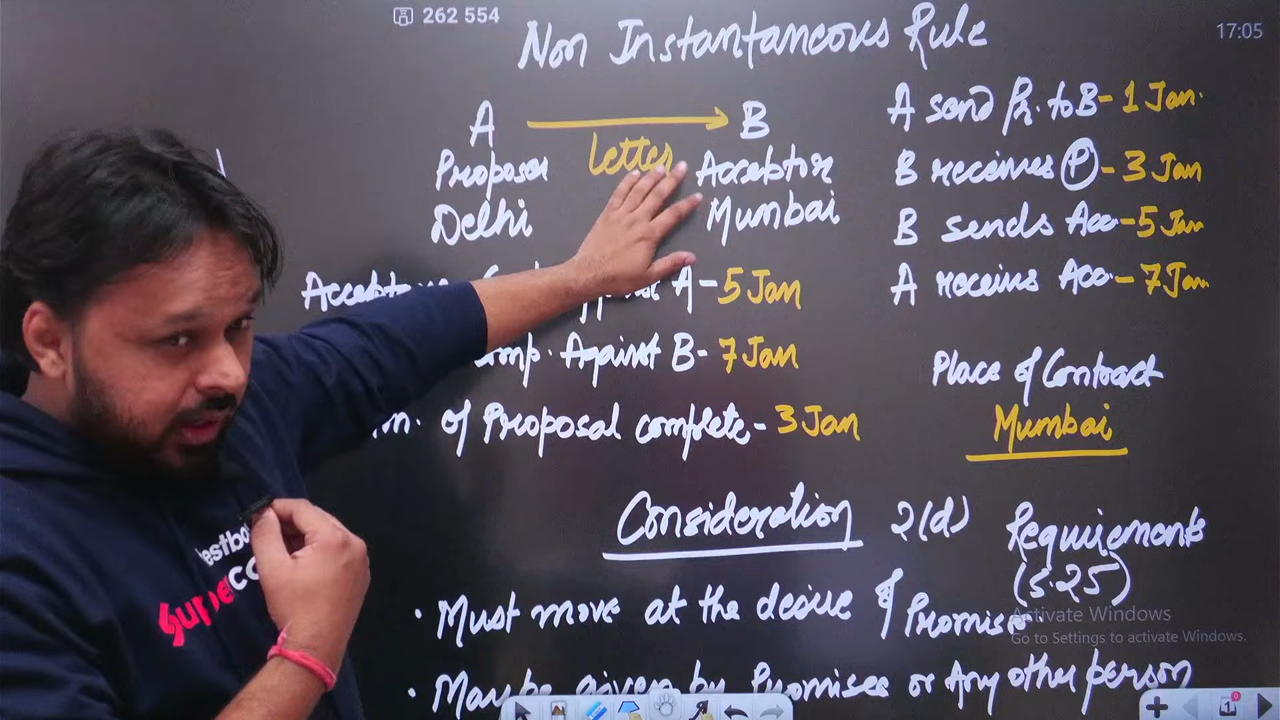 262 554
17:05
Non Instantaneous Rule
A B
letter
Proposer Acceptor
Delhi Mumbai
A send Pr. to B - 1 Jan.
B receives P - 3 Jan
B sends Acc - 5 Jan
A receives Acc - 7 Jan
A - 5 Jan
Against B - 7 Jan
of Proposal complete - 3 Jan
Place of Contract
Mumbai
Consideration 2(d) Requirements
(S.25)
• Must move at the desire of Promisor
• May be given by Promisee or Any other person
Activate Windows
Go to Settings to activate Windows.
testbo
SUPERCO